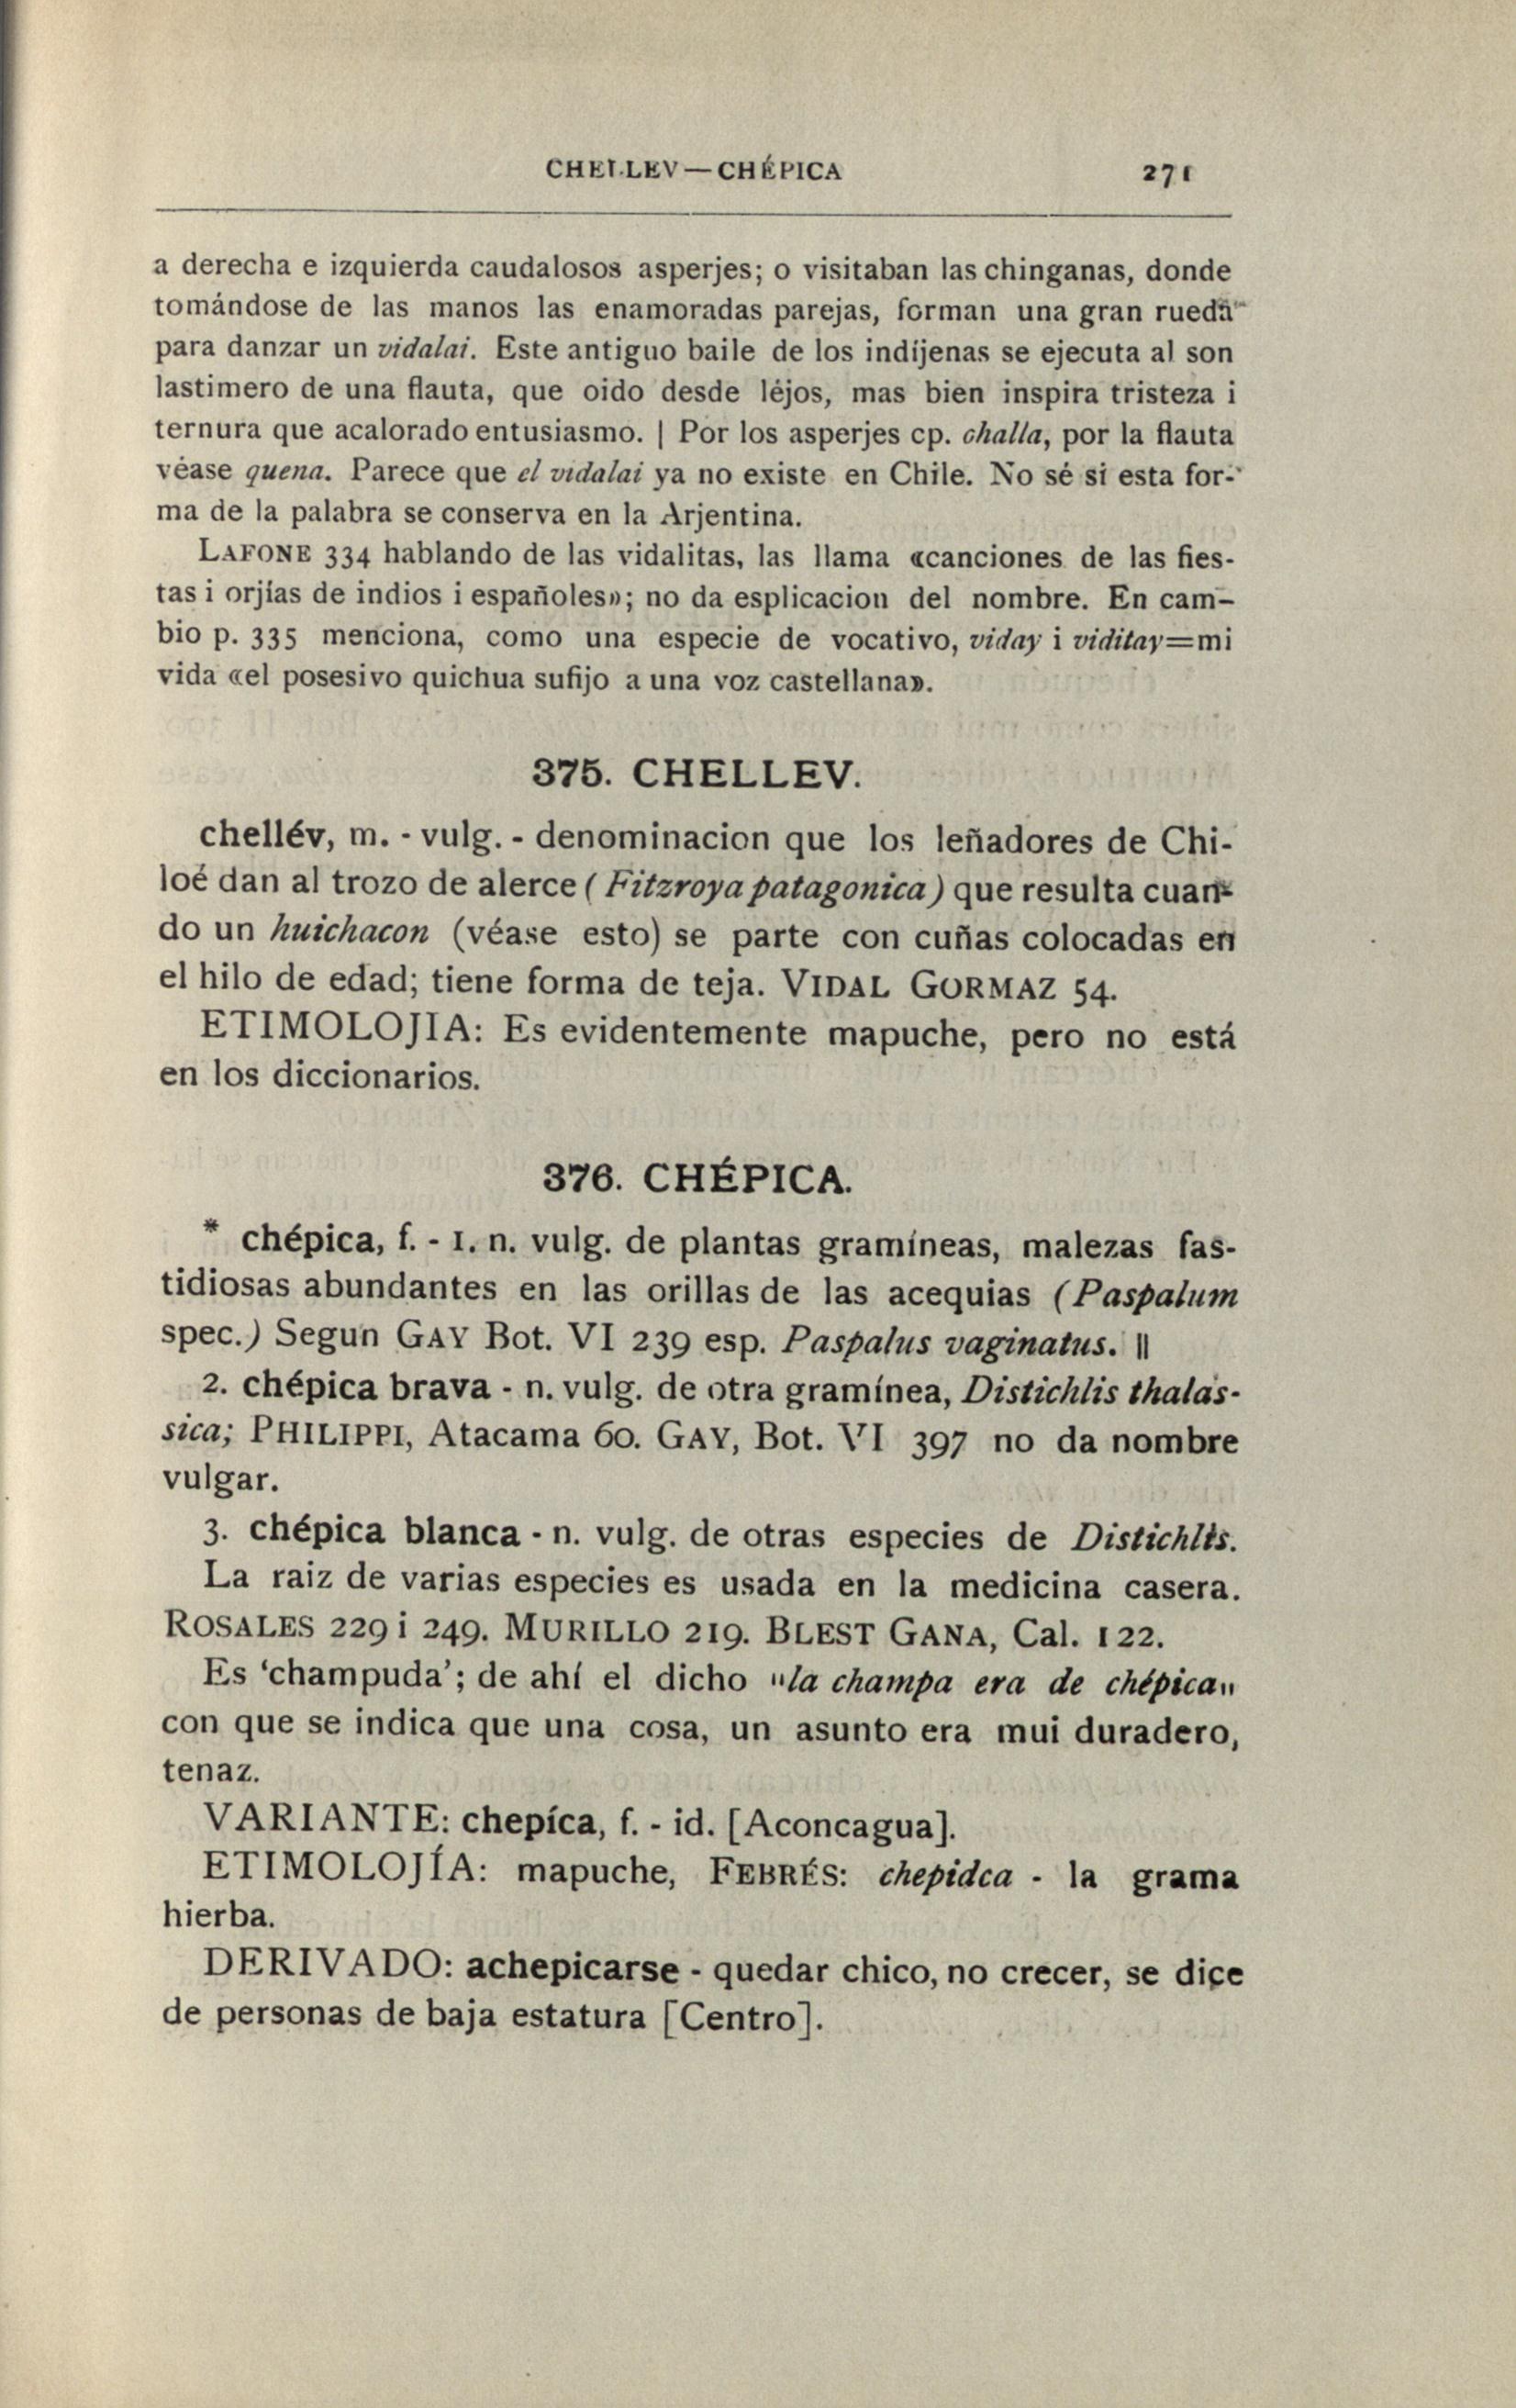 CHELLEV—CHÉPICA 271
a derecha e izquierda caudalosos asperjes; o visitaban las chinganas, donde
tomándose de las manos las enamoradas parejas, forman una gran rueda
para danzar un vidalai. Este antiguo baile de los indíjenas se ejecuta al son
lastimero de una flauta, que oido desde léjos, mas bien inspira tristeza i
ternura que acalorado entusiasmo. | Por los asperjes cp. challa, por la flauta
véase quena. Parece que el vidalai ya no existe en Chile. No sé si esta for-
ma de la palabra se conserva en la Arjentina.
LAFONE 334 hablando de las vidalitas, las llama «canciones de las fies-
tas i orjías de indios i españoles»; no da esplicacion del nombre. En cam-
bio p. 335 menciona, como una especie de vocativo, viday i viditay=mi
vida «el posesivo quichua sufijo a una voz castellana».
375. CHELLEV.
chellév, m. - vulg. - denominacion que los leñadores de Chi-
loé dan al trozo de alerce (Fitzroya patagonica) que resulta cuan-
do un huichacon (véase esto) se parte con cuñas colocadas en
el hilo de edad; tiene forma de teja. VIDAL GORMAZ 54.
ETIMOLOJIA: Es evidentemente mapuche, pero no está
en los diccionarios.
376. CHÉPICA.
* chépica, f. - 1. n. vulg. de plantas gramíneas, malezas fas-
tidiosas abundantes en las orillas de las acequias (Paspalum
spec.) Segun GAY Bot. VI 239 esp. Paspalus vaginatus. ||
2. chépica brava - n. vulg. de otra gramínea, Distichlis thalas-
sica; PHILIPPI, Atacama 60. GAY, Bot. VI 397 no da nombre
vulgar.
3. chépica blanca - n. vulg. de otras especies de Distichlis.
La raiz de varias especies es usada en la medicina casera.
ROSALES 229 i 249. MURILLO 219. BLEST GANA, Cal. 122.
Es ‘champuda’; de ahí el dicho "la champa era de chépica"
con que se indica que una cosa, un asunto era mui duradero,
tenaz.
VARIANTE: chepíca, f. - id. [Aconcagua].
ETIMOLOJÍA: mapuche, FEBRÉS: chepidca - la grama
hierba.
DERIVADO: achepicarse - quedar chico, no crecer, se dice
de personas de baja estatura [Centro].